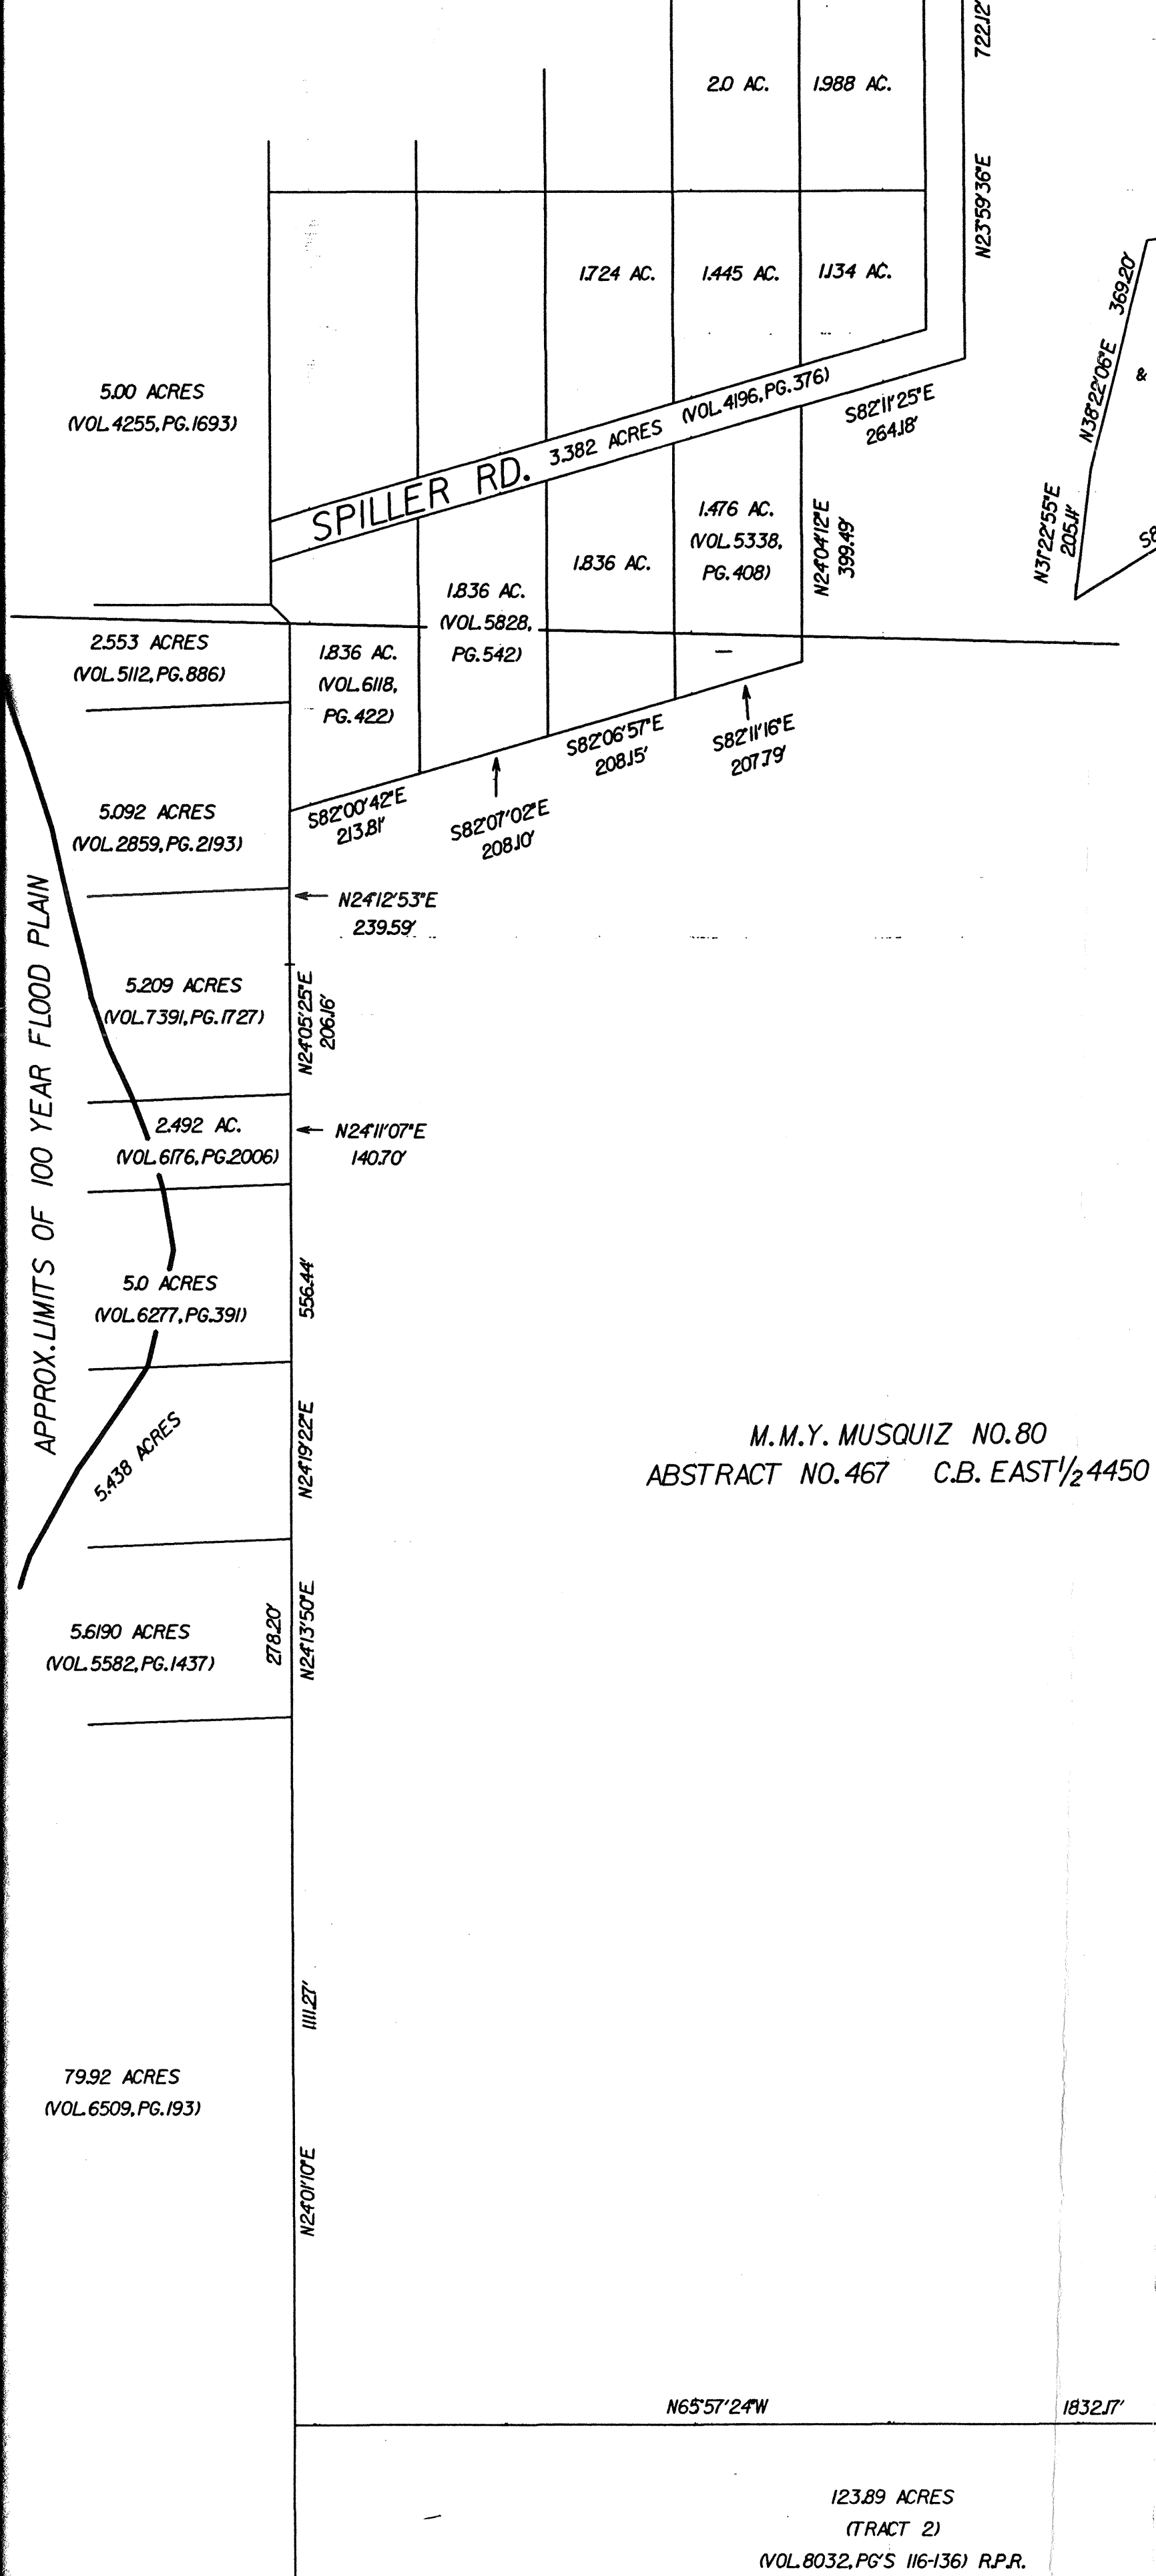 722.12'
2.0 AC.
1.988 AC.
N23°59'36"E
1.724 AC.
1.445 AC.
1.134 AC.
369.20'
N38°22'06"E
&
5.00 ACRES
(VOL.4255,PG.1693)
SPILLER RD.
3.382 ACRES (VOL.4196,PG.376)
S82°11'25"E
264.18'
1.476 AC.
(VOL.5338,
PG.408)
N24°04'12"E
399.49'
N31°22'55"E
205.11'
S8
1.836 AC.
1.836 AC.
(VOL.5828,
PG.542)
2.553 ACRES
(VOL.5112,PG.886)
1.836 AC.
(VOL.6118,
PG.422)
S82°06'57"E
208.15'
S82°11'16"E
207.79'
S82°00'42"E
213.81'
S82°07'02"E
208.10'
5.092 ACRES
(VOL.2859,PG.2193)
N24°12'53"E
239.59'
APPROX. LIMITS OF 100 YEAR FLOOD PLAIN
5.209 ACRES
(VOL.7391,PG.1727)
N24°05'25"E
206.16'
2.492 AC.
(VOL.6176,PG.2006)
N24°11'07"E
140.70'
5.0 ACRES
(VOL.6277,PG.391)
556.44'
N24°19'22"E
5.438 ACRES
M.M.Y. MUSQUIZ NO.80
ABSTRACT NO.467 C.B. EAST 1/2 4450
5.6190 ACRES
(VOL.5582,PG.1437)
278.20'
N24°13'50"E
1111.27'
79.92 ACRES
(VOL.6509,PG.193)
N24°01'10"E
N65°57'24"W 1832.17'
123.89 ACRES
(TRACT 2)
(VOL.8032,PG'S 116-136) R.P.R.